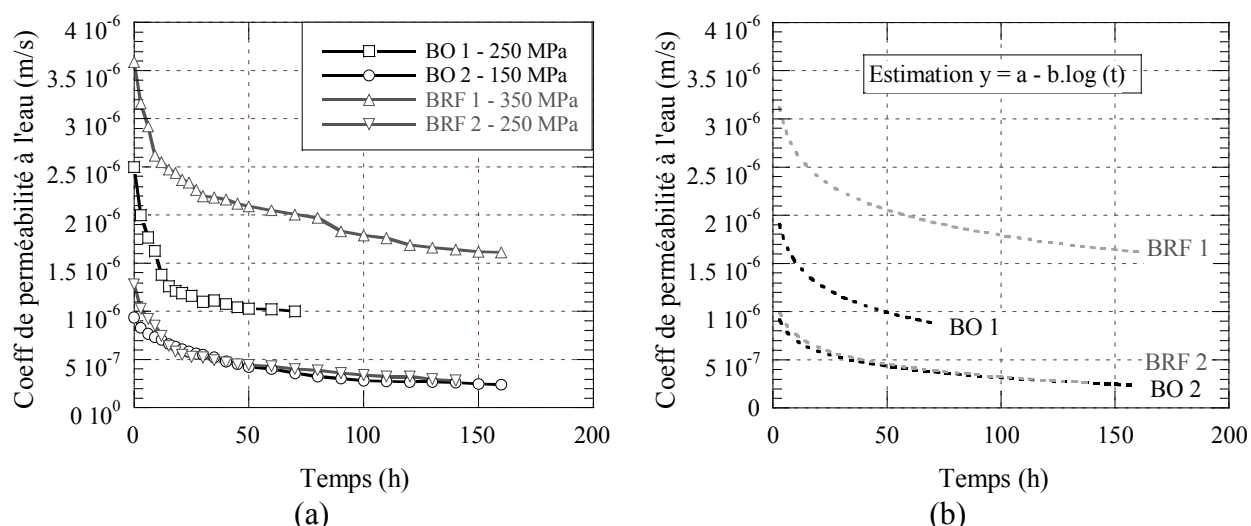 Coeff de perméabilité à l'eau (m/s)
4 10⁻⁶
3,5 10⁻⁶
3 10⁻⁶
2,5 10⁻⁶
2 10⁻⁶
1,5 10⁻⁶
1 10⁻⁶
5 10⁻⁷
0 10⁰
BO 1 - 250 MPa
BO 2 - 150 MPa
BRF 1 - 350 MPa
BRF 2 - 250 MPa
0 50 100 150 200
Temps (h)
(a)
Coeff de perméabilité à l'eau (m/s)
4 10⁻⁶
3,5 10⁻⁶
3 10⁻⁶
2,5 10⁻⁶
2 10⁻⁶
1,5 10⁻⁶
1 10⁻⁶
5 10⁻⁷
0
Estimation y = a - b.log (t)
BRF 1
BO 1
BRF 2
BO 2
0 50 100 150 200
Temps (h)
(b)